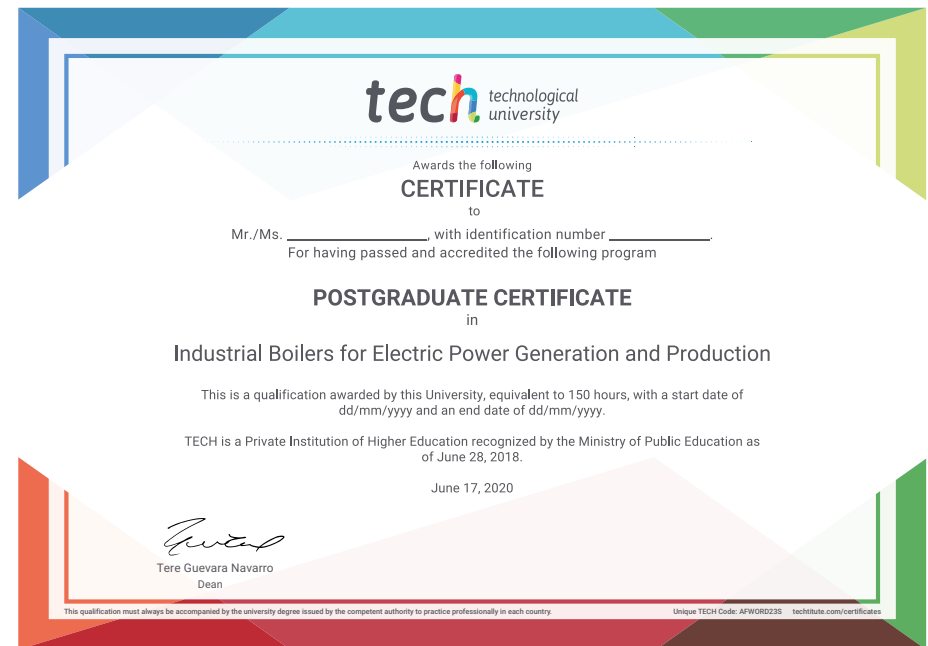 tech technological
university
Awards the following
CERTIFICATE
to
Mr./Ms. ____________________, with identification number ______________.
For having passed and accredited the following program
POSTGRADUATE CERTIFICATE
in
Industrial Boilers for Electric Power Generation and Production
This is a qualification awarded by this University, equivalent to 150 hours, with a start date of
dd/mm/yyyy and an end date of dd/mm/yyyy.
TECH is a Private Institution of Higher Education recognized by the Ministry of Public Education as
of June 28, 2018.
June 17, 2020
Tere Guevara Navarro
Dean
This qualification must always be accompanied by the university degree issued by the competent authority to practice professionally in each country.
Unique TECH Code: AFWORD23S techtitute.com/certificates